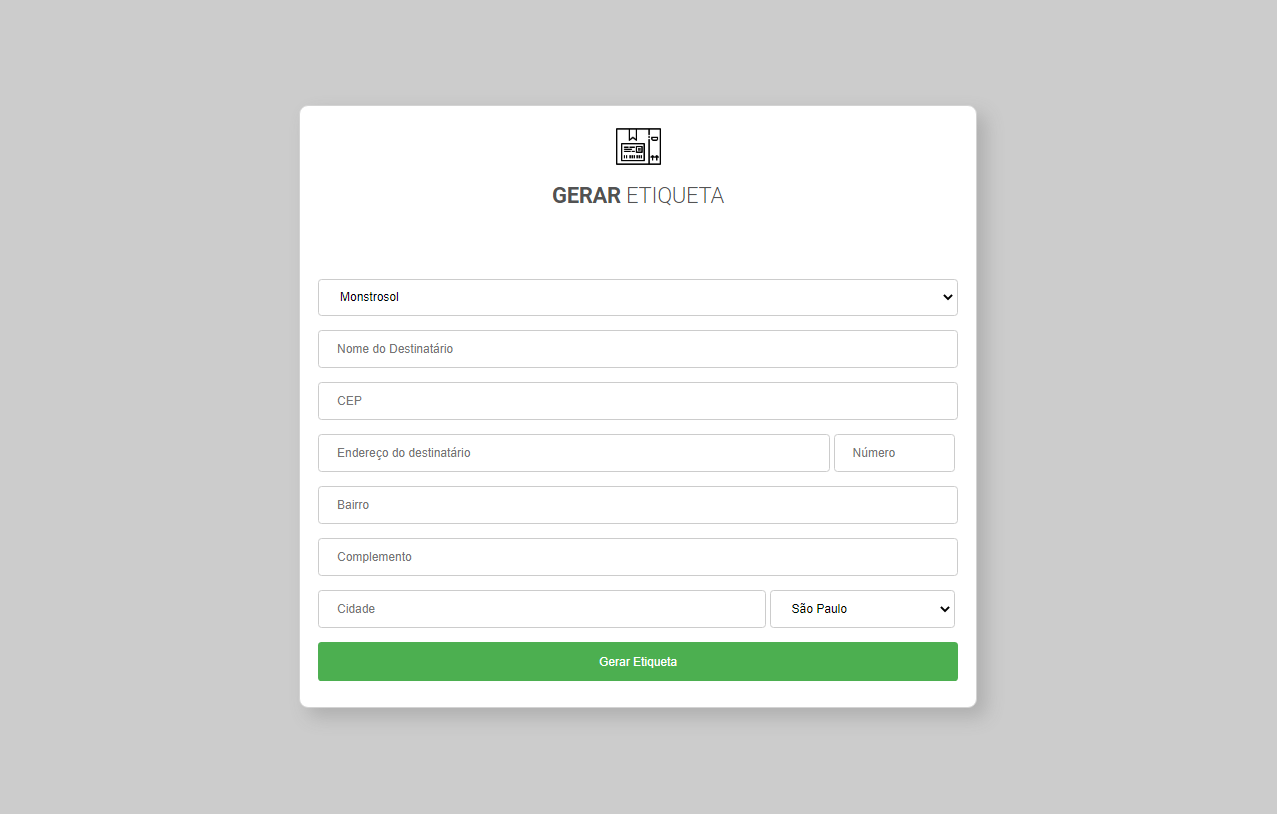 GERAR ETIQUETA
Monstrosol
Nome do Destinatário
CEP
Endereço do destinatário Número
Bairro
Complemento
Cidade São Paulo
Gerar Etiqueta